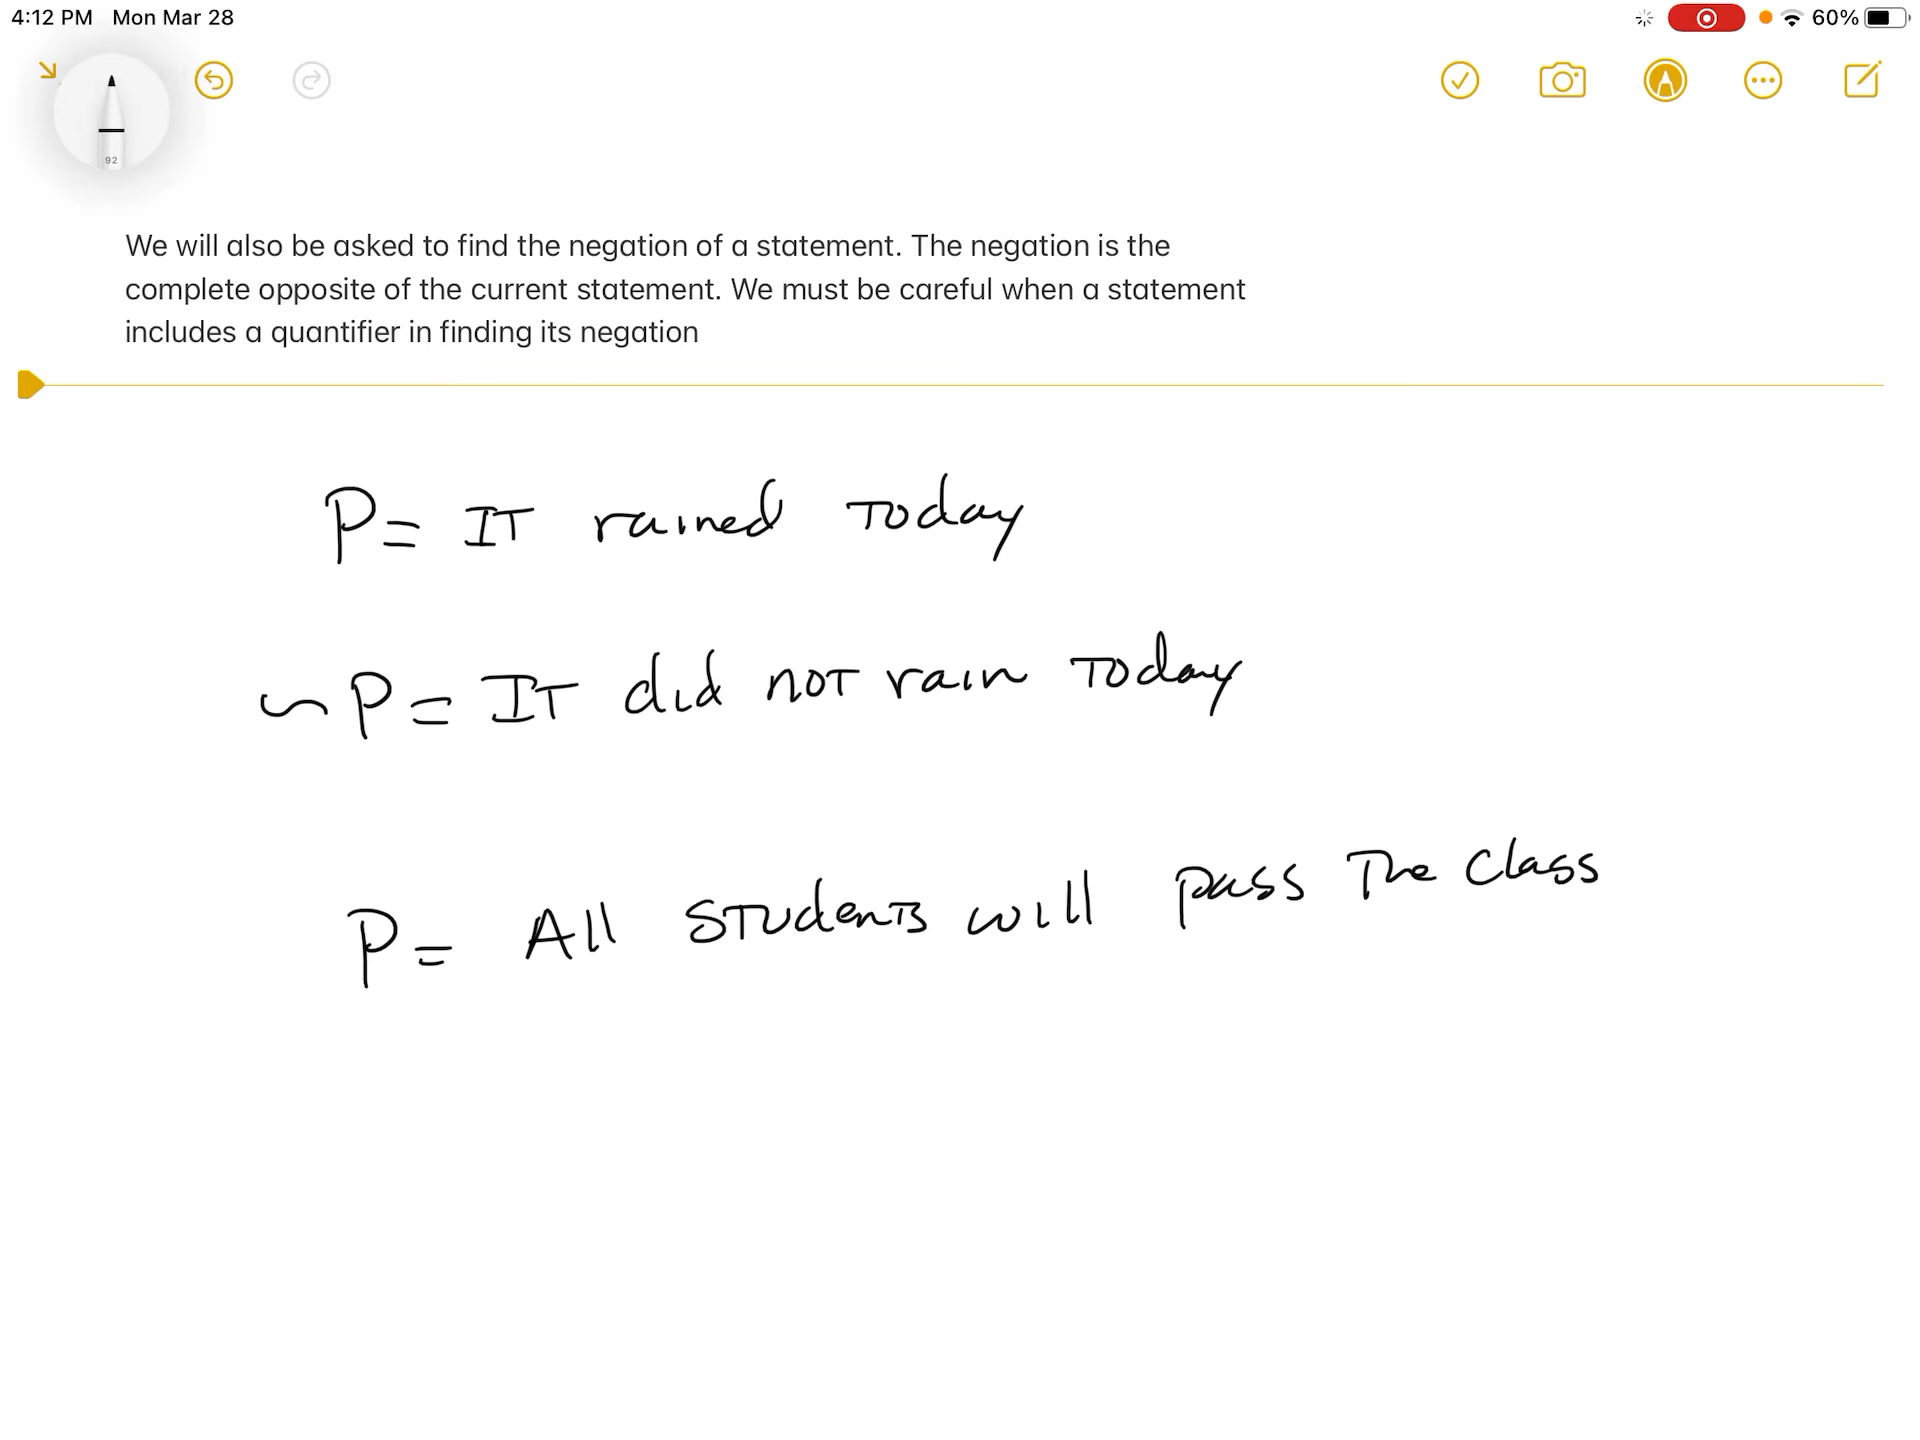 4:12 PM Mon Mar 28 60%
92
We will also be asked to find the negation of a statement. The negation is the
complete opposite of the current statement. We must be careful when a statement
includes a quantifier in finding its negation
P= IT rained Today
~P= IT did not rain Today
P= All Students will pass The Class